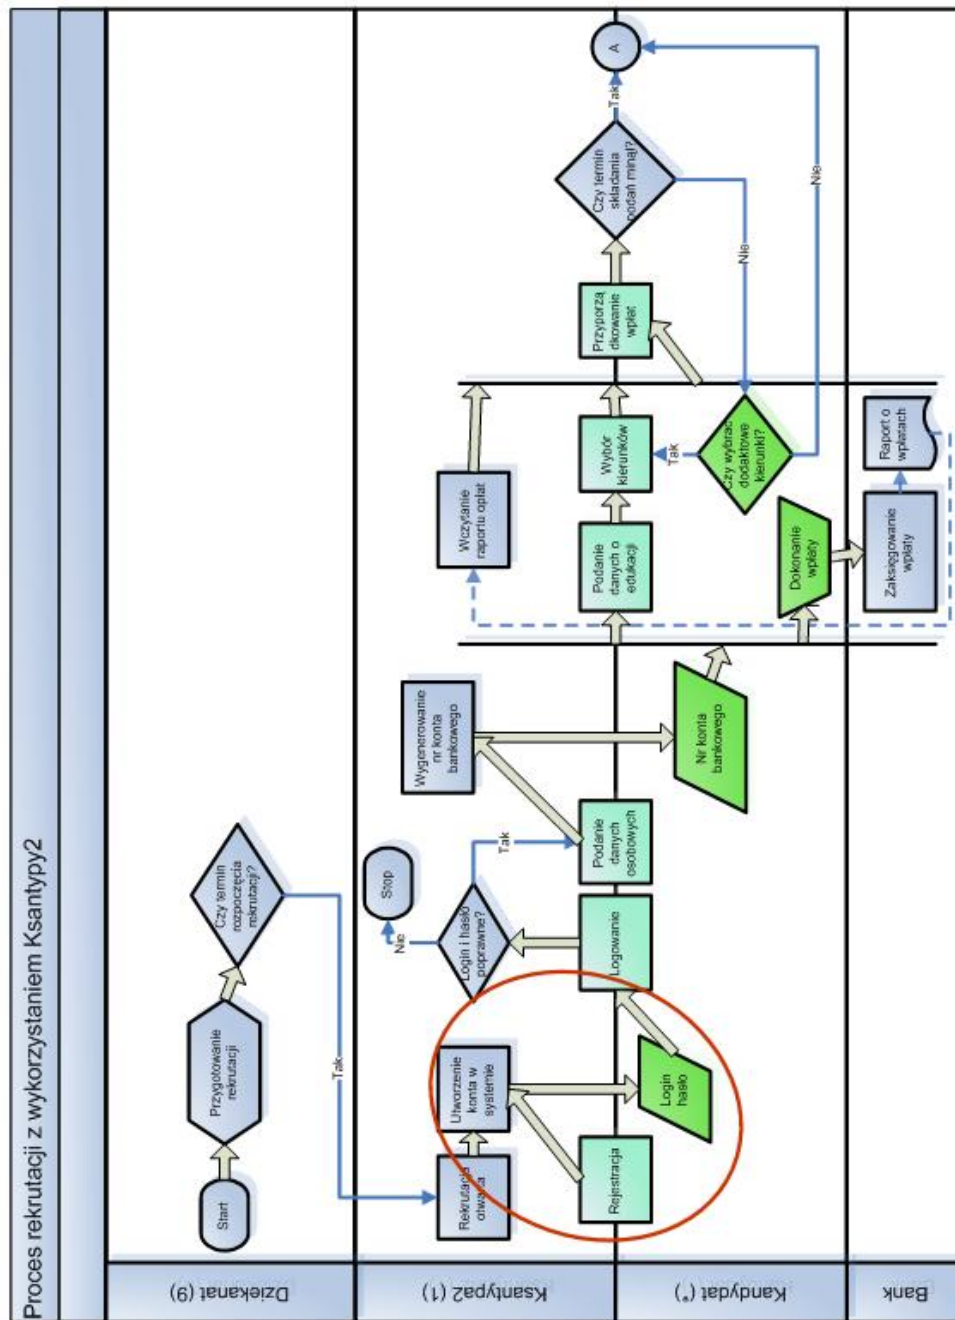 Proces rekrutacji z wykorzystaniem Ksantypy2
Dziekanat (9)
Start
Przygotowanie
rekrutacji
Czy termin
rozpoczęcia
rekrutacji?
Tak
Ksantypa2 (1)
Rekrutacja
otwarta
Utworzenie
konta w
systemie
Login i hasło
poprawne?
Nie
Stop
Tak
Wygenerowanie
nr konta
bankowego
Wczytanie
raportu opłat
Rejestracja
Logowanie
Podanie
danych
osobowych
Podanie
danych o
edukacji
Wybór
kierunków
Przyporzą
dkowanie
wpłat
Czy termin
składania
podań minął?
Tak
A
Kandydat (*)
Login
hasło
Nr konta
bankowego
Dokonanie
wpłaty
Czy wybrać
dodaktowe
kierunki?
Tak
Nie
Nie
Bank
Zaksięgowanie
wpłaty
Raport o
wpłatach